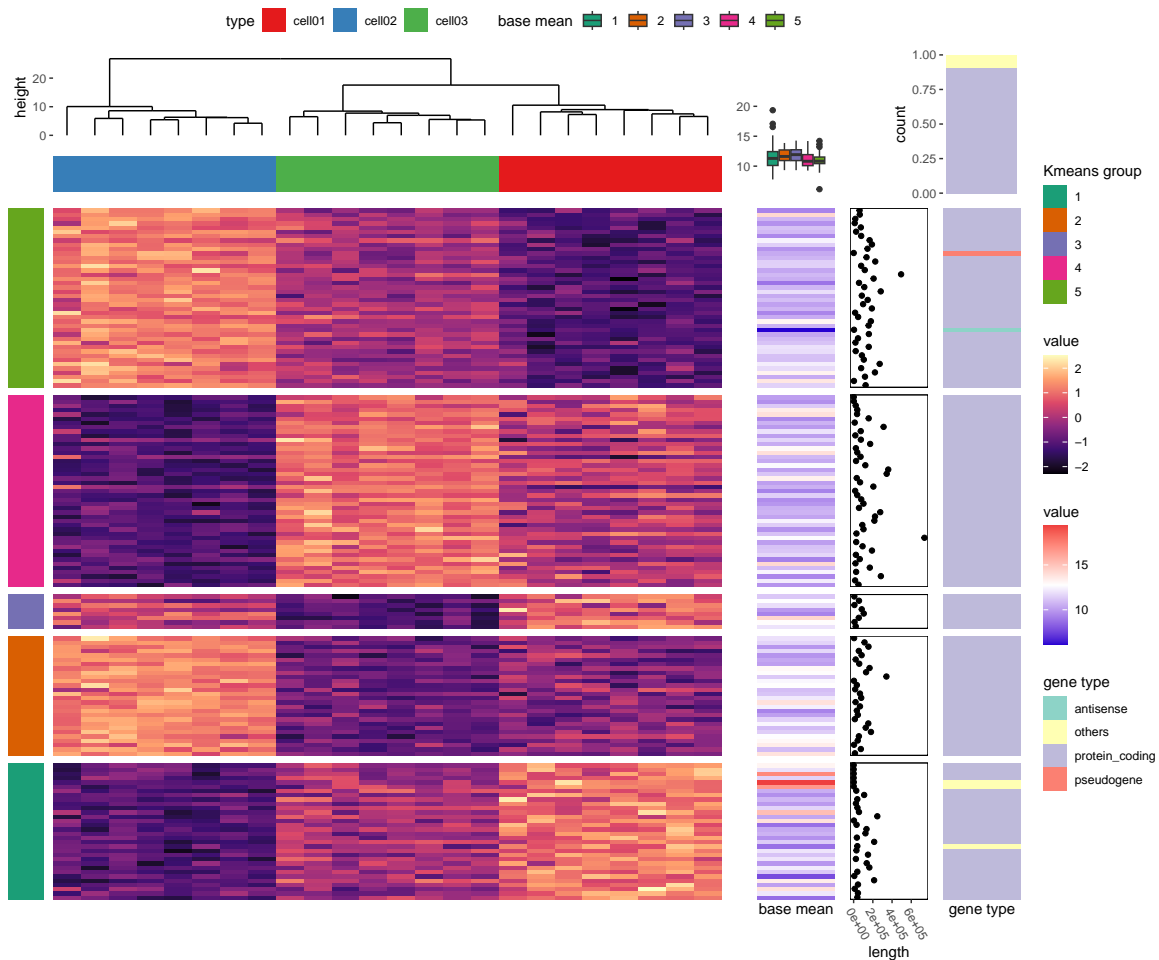 type cell01 cell02 cell03 base mean 1 2 3 4 5
height
20
10
0
20
15
10
count
1.00
0.75
0.50
0.25
0.00
Kmeans group
1
2
3
4
5
value
2
1
0
−1
−2
value
15
10
gene type
antisense
others
protein_coding
pseudogene
base mean
0e+00
2e+05
4e+05
6e+05
length
gene type